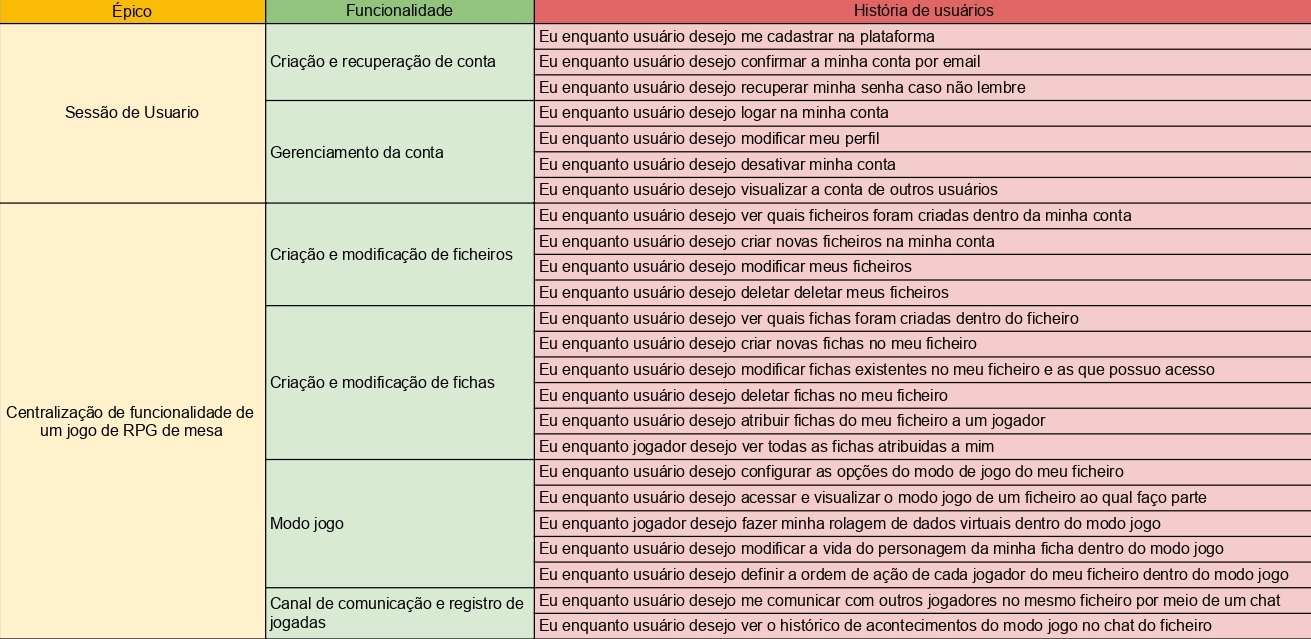 Épico
Funcionalidade
História de usuários
Sessão de Usuario
Criação e recuperação de conta
Eu enquanto usuário desejo me cadastrar na plataforma
Eu enquanto usuário desejo confirmar a minha conta por email
Eu enquanto usuário desejo recuperar minha senha caso não lembre
Gerenciamento da conta
Eu enquanto usuário desejo logar na minha conta
Eu enquanto usuário desejo modificar meu perfil
Eu enquanto usuário desejo desativar minha conta
Eu enquanto usuário desejo visualizar a conta de outros usuários
Centralização de funcionalidade de
um jogo de RPG de mesa
Criação e modificação de ficheiros
Eu enquanto usuário desejo ver quais ficheiros foram criadas dentro da minha conta
Eu enquanto usuário desejo criar novas ficheiros na minha conta
Eu enquanto usuário desejo modificar meus ficheiros
Eu enquanto usuário desejo deletar deletar meus ficheiros
Criação e modificação de fichas
Eu enquanto usuário desejo ver quais fichas foram criadas dentro do ficheiro
Eu enquanto usuário desejo criar novas fichas no meu ficheiro
Eu enquanto usuário desejo modificar fichas existentes no meu ficheiro e as que possuo acesso
Eu enquanto usuário desejo deletar fichas no meu ficheiro
Eu enquanto usuário desejo atribuir fichas do meu ficheiro a um jogador
Eu enquanto jogador desejo ver todas as fichas atribuidas a mim
Modo jogo
Eu enquanto usuário desejo configurar as opções do modo de jogo do meu ficheiro
Eu enquanto usuário desejo acessar e visualizar o modo jogo de um ficheiro ao qual faço parte
Eu enquanto jogador desejo fazer minha rolagem de dados virtuais dentro do modo jogo
Eu enquanto usuário desejo modificar a vida do personagem da minha ficha dentro do modo jogo
Eu enquanto usuário desejo definir a ordem de ação de cada jogador do meu ficheiro dentro do modo jogo
Canal de comunicação e registro de
jogadas
Eu enquanto usuário desejo me comunicar com outros jogadores no mesmo ficheiro por meio de um chat
Eu enquanto usuário desejo ver o histórico de acontecimentos do modo jogo no chat do ficheiro